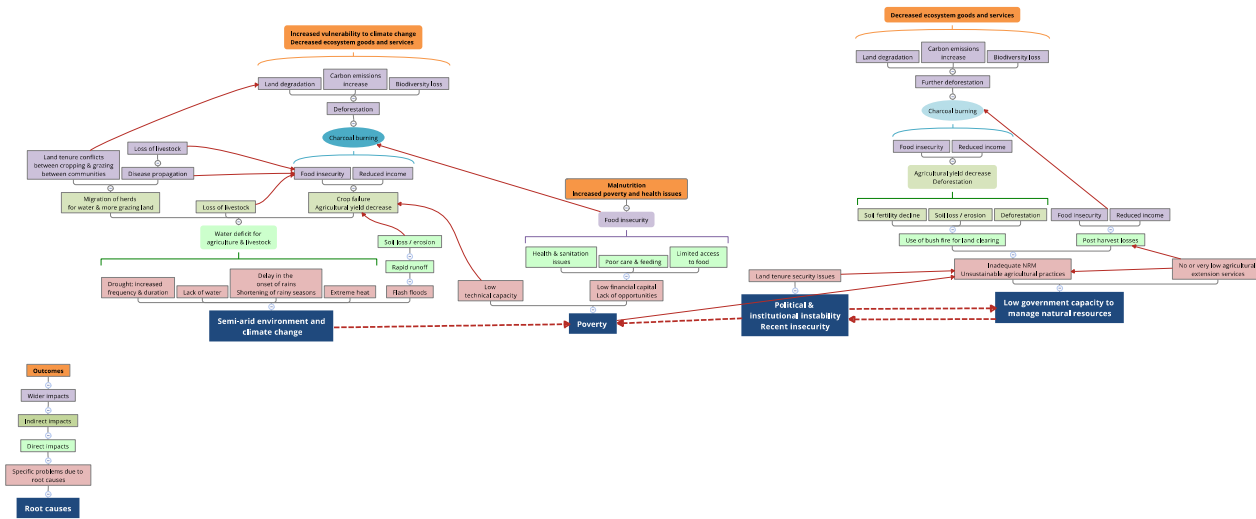 Decreased ecosystem goods and services
Increased vulnerability to climate change
Decreased ecosystem goods and services
Land degradation
Carbon emissions
increase
Biodiversity loss
Deforestation
Charcoal burning
Land tenure conflicts
between cropping & grazing
between communities
Loss of livestock
Disease propagation
Food insecurity
Reduced income
Migration of herds
for water & more grazing land
Loss of livestock
Crop failure
Agricultural yield decrease
Water deficit for
agriculture & livestock
Soil loss / erosion
Rapid runoff
Drought: increased
frequency & duration
Lack of water
Delay in the
onset of rains
Shortening of rainy seasons
Extreme heat
Flash floods
Semi-arid environment and
climate change
Malnutrition
Increased poverty and health issues
Food insecurity
Health & sanitation
issues
Poor care & feeding
Limited access
to food
Low
techinical capacity
Low financial capital
Lack of opportunities
Poverty
Land degradation
Carbon emissions
increase
Biodiversity loss
Further deforestation
Charcoal burning
Food insecurity
Reduced income
Agricultural yield decrease
Deforestation
Soil fertility decline
Soil loss / erosion
Deforestation
Food insecurity
Reduced income
Use of bush fire for land clearing
Post harvest losses
Land tenure security issues
Inadequate NRM
Unsustainable agricultural practices
No or very low agricultural
extension services
Political &
institutional instability
Recent insecurity
Low government capacity to
manage natural resources
Outcomes
Wider impacts
Indirect impacts
Direct impacts
Specific problems due to
root causes
Root causes